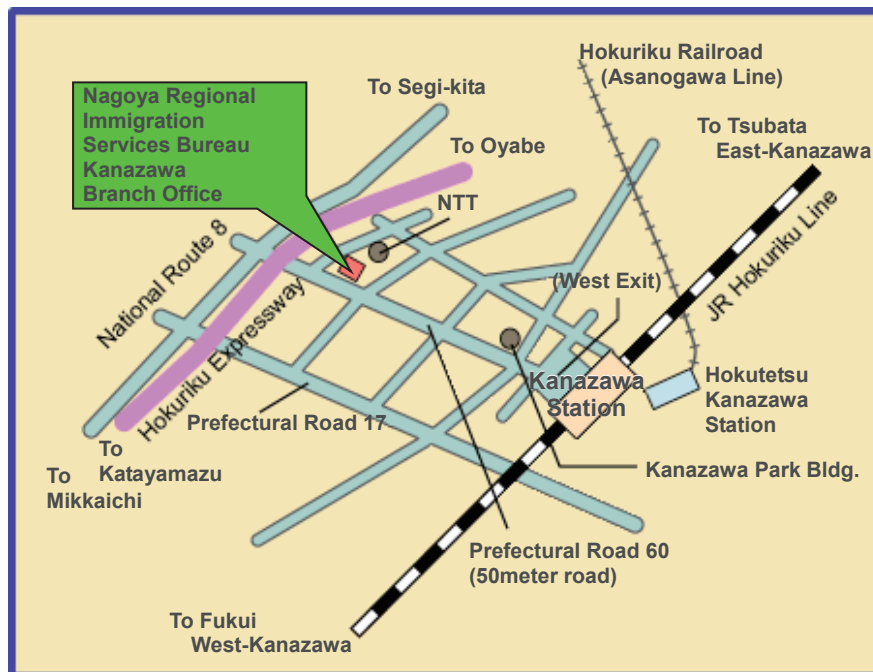 Hokuriku Railroad
(Asanogawa Line)
Nagoya Regional
Immigration
Services Bureau
Kanazawa
Branch Office
To Segi-kita
To Tsubata
East-Kanazawa
To Oyabe
NTT
National Route 8
Hokuriku Expressway
(West Exit)
JR Hokuriku Line
Kanazawa
Station
Hokutetsu
Kanazawa
Station
Prefectural Road 17
To
Katayamazu
To
Mikkaichi
Kanazawa Park Bldg.
Prefectural Road 60
(50meter road)
To Fukui
West-Kanazawa